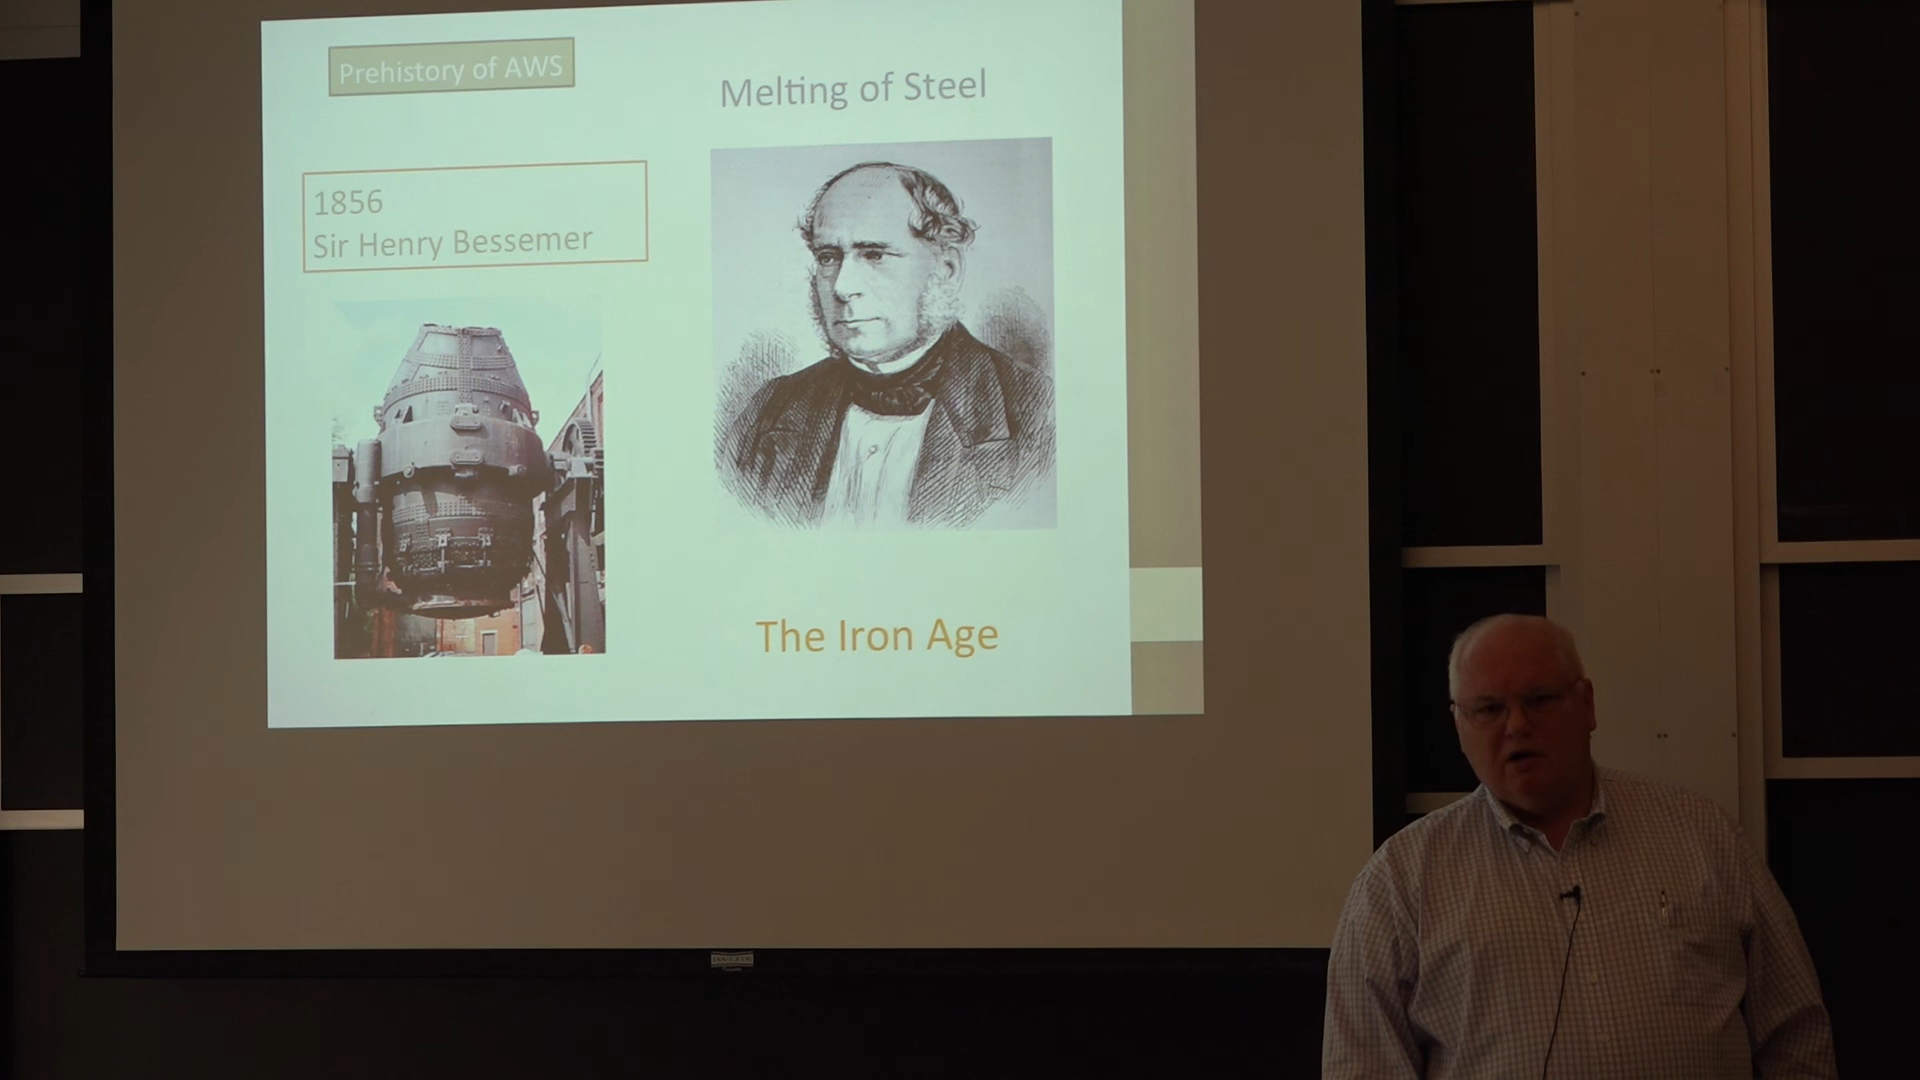 Prehistory of AWS
Melting of Steel
1856
Sir Henry Bessemer
The Iron Age